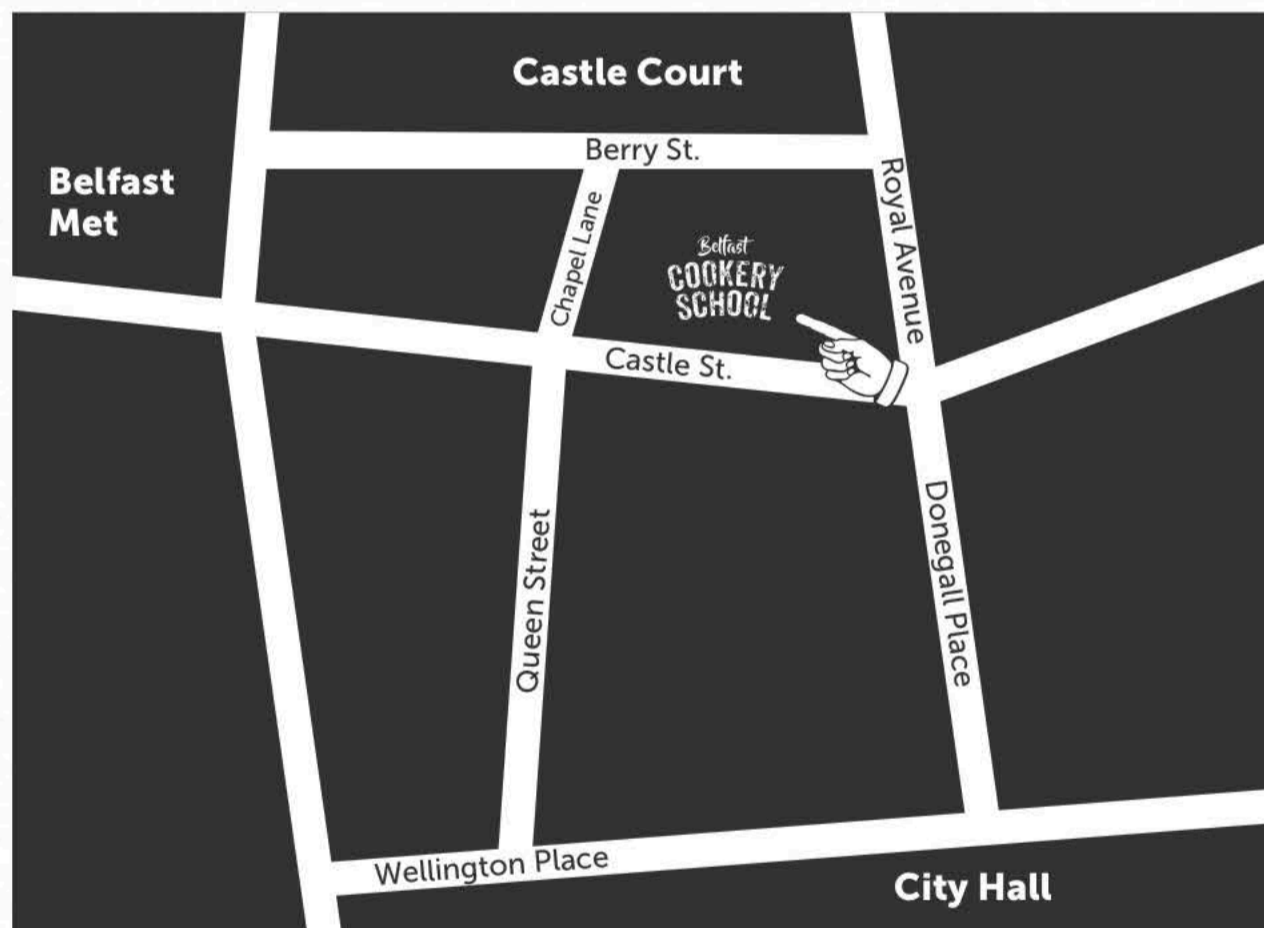 Castle Court
Berry St.
Belfast
Met
Royal Avenue
Chapel Lane
Belfast
COOKERY
SCHOOL
Castle St.
Queen Street
Donegall Place
Wellington Place
City Hall